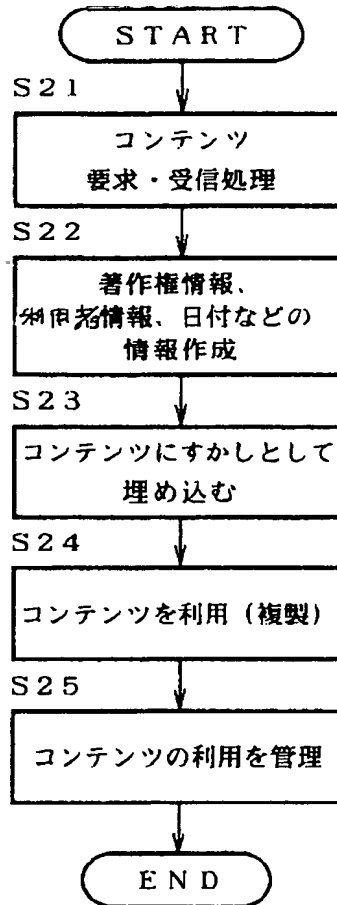 START
S21
コンテンツ
要求・受信処理
S22
著作権情報、
利用者情報、日付などの
情報作成
S23
コンテンツにすかしとして
埋め込む
S24
コンテンツを利用（複製）
S25
コンテンツの利用を管理
END